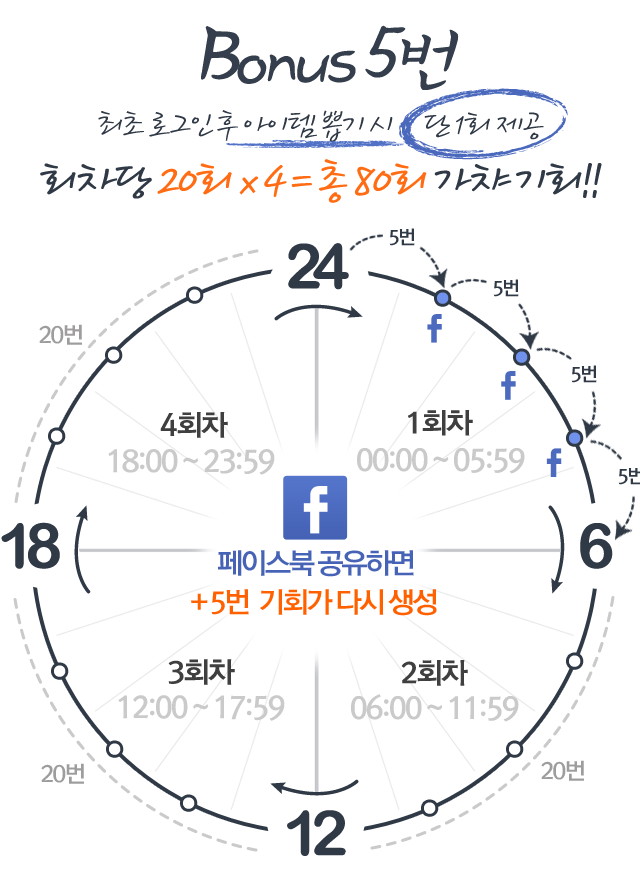 Bonus 5번
최초 로그인 후 아이템 뽑기 시 단 1회 제공
회차당 20회 x 4 = 총 80회 가챠 기회!!
24
5번
5번
20번
5번
4회차
1회차
18:00 ~ 23:59
00:00 ~ 05:59
5번
18
6
페이스북 공유하면
+5번 기회가 다시 생성
3회차
2회차
12:00 ~ 17:59
06:00 ~ 11:59
20번
20번
12